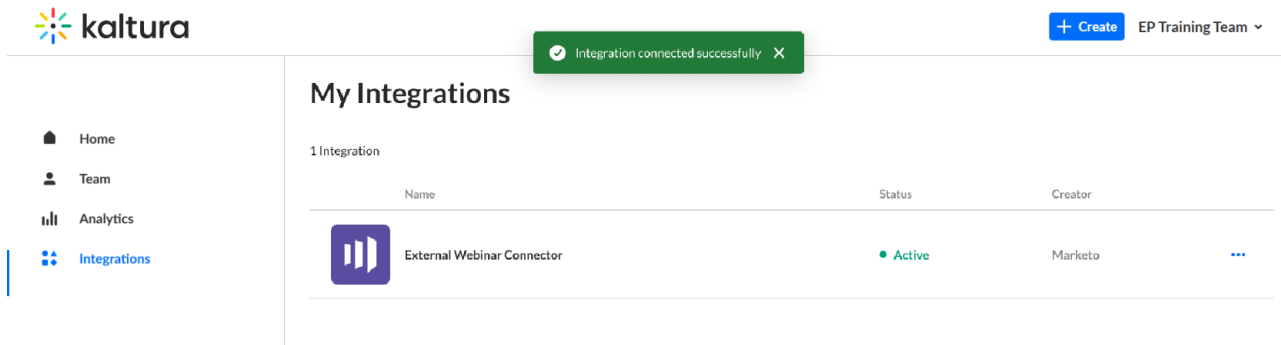 kaltura
Create
EP Training Team
Integration connected successfully
My Integrations
Home
Team
Analytics
Integrations
1 Integration
Name Status Creator
External Webinar Connector Active Marketo